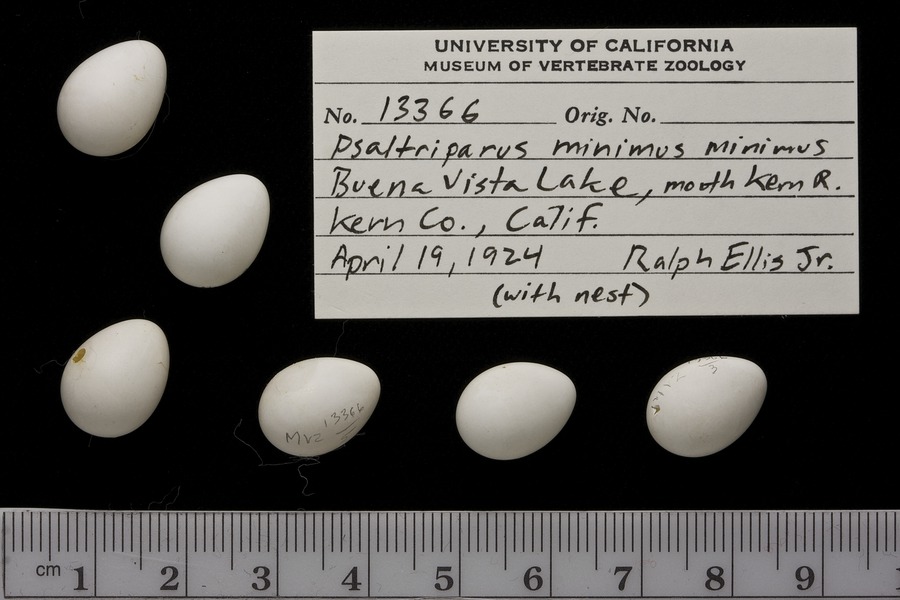 UNIVERSITY OF CALIFORNIA
MUSEUM OF VERTEBRATE ZOOLOGY
No. 13366 Orig. No.
Psaltriparus minimus minimus
Buena Vista Lake, mouth Kern R.
Kern Co., Calif.
April 19, 1924 Ralph Ellis Jr.
(with nest)
MVZ 13366
cm 1 2 3 4 5 6 7 8 9